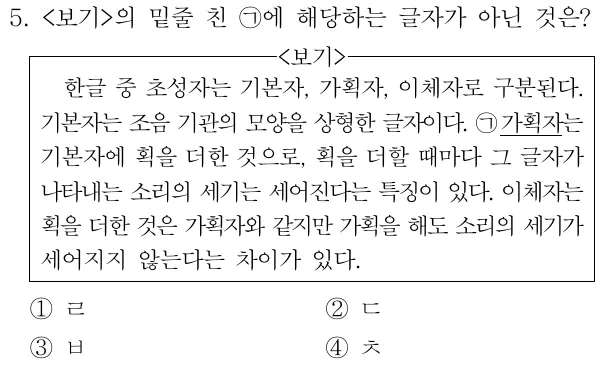 5. <보기>의 밑줄 친 ㉠에 해당하는 글자가 아닌 것은?
<보기>
한글 중 초성자는 기본자, 가획자, 이체자로 구분된다.
기본자는 조음 기관의 모양을 상형한 글자이다. ㉠가획자는
기본자에 획을 더한 것으로, 획을 더할 때마다 그 글자가
나타내는 소리의 세기는 세어진다는 특징이 있다. 이체자는
획을 더한 것은 가획자와 같지만 가획을 해도 소리의 세기가
세어지지 않는다는 차이가 있다.
① ㄹ ② ㄷ
③ ㅂ ④ ㅊ